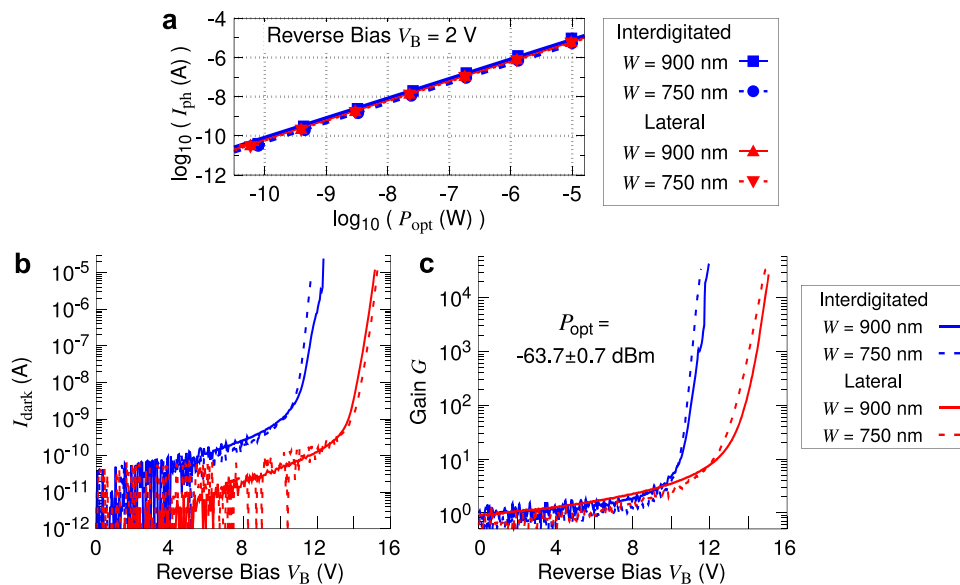 a
Reverse Bias V_B = 2 V
log10 ( I_ph (A) )
-4
-6
-8
-10
-12
-10 -9 -8 -7 -6 -5
log10 ( P_opt (W) )
Interdigitated
W = 900 nm
W = 750 nm
Lateral
W = 900 nm
W = 750 nm
b
I_dark (A)
10^-5
10^-6
10^-7
10^-8
10^-9
10^-10
10^-11
10^-12
0 4 8 12 16
Reverse Bias V_B (V)
c
P_opt =
-63.7±0.7 dBm
Gain G
10^4
10^3
10^2
10^1
10^0
0 4 8 12 16
Reverse Bias V_B (V)
Interdigitated
W = 900 nm
W = 750 nm
Lateral
W = 900 nm
W = 750 nm